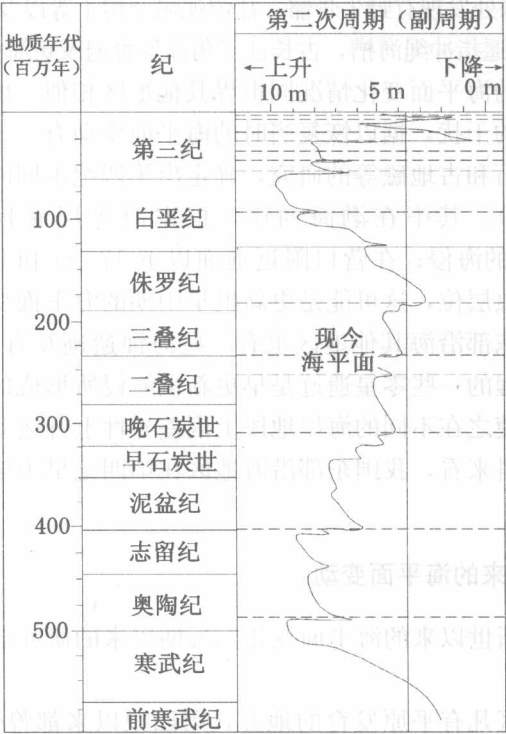 地质年代
(百万年)
纪
第二次周期(副周期)
←上升 下降→
10 m 5 m 0 m
第三纪
100
白垩纪
侏罗纪
200
三叠纪
现今
海平面
二叠纪
300
晚石炭世
早石炭世
泥盆纪
400
志留纪
奥陶纪
500
寒武纪
前寒武纪